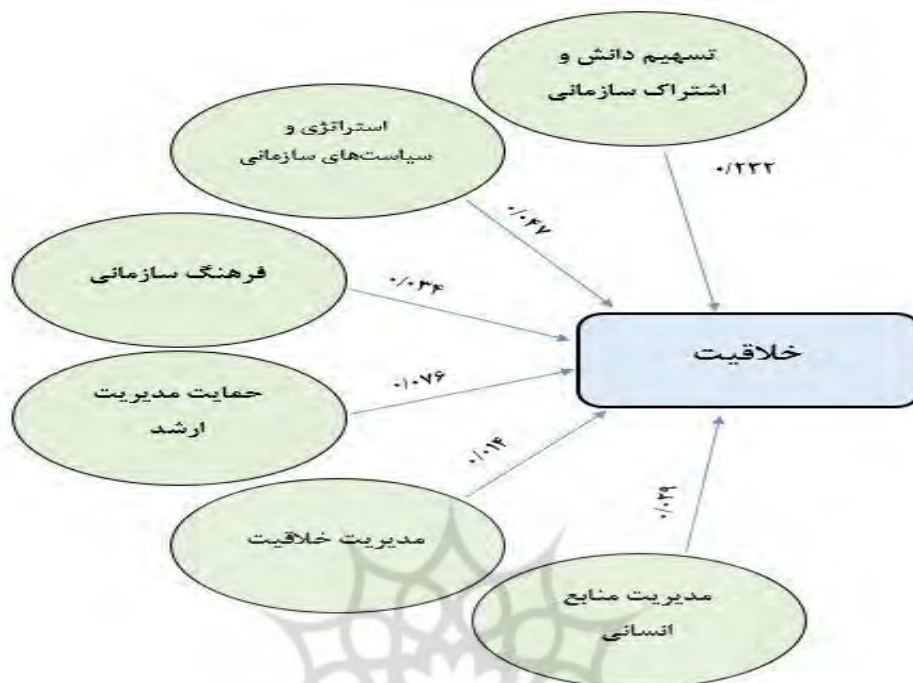 تسهیم دانش و
اشتراک سازمانی
۰/۲۳۲
استراتژی و
سیاست‌های سازمانی
۰/۰۴۷
فرهنگ سازمانی
۰/۰۳۴
خلاقیت
حمایت مدیریت
ارشد
۰/۰۷۶
مدیریت خلاقیت
۰/۰۱۴
مدیریت منابع
انسانی
۰/۰۲۹